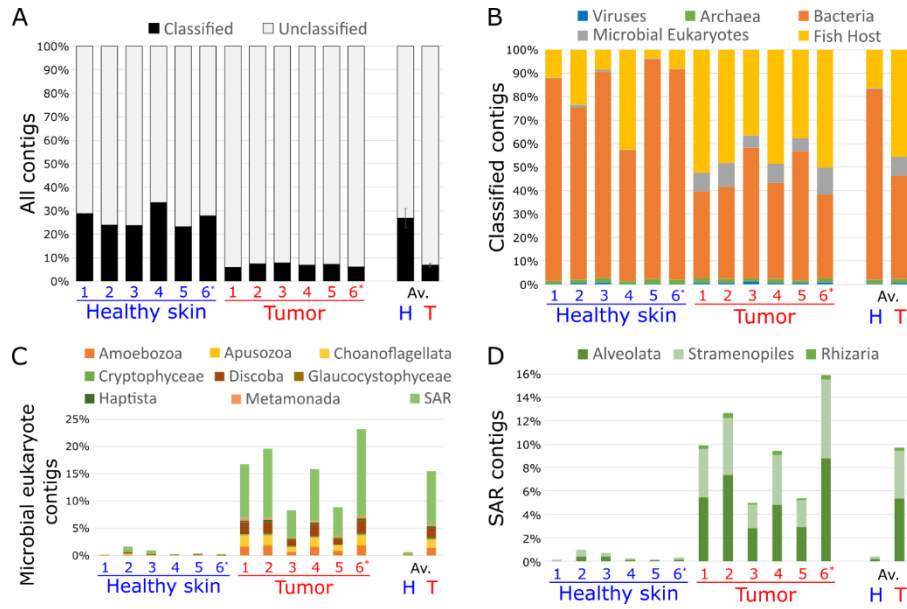 A
Classified Unclassified
All contigs
100%
90%
80%
70%
60%
50%
40%
30%
20%
10%
0%
1 2 3 4 5 6* 1 2 3 4 5 6* Av.
Healthy skin Tumor H T
B
Viruses Archaea Bacteria
Microbial Eukaryotes Fish Host
Classified contigs
100%
90%
80%
70%
60%
50%
40%
30%
20%
10%
0%
1 2 3 4 5 6* 1 2 3 4 5 6* Av.
Healthy skin Tumor H T
C
Amoebozoa Apusozoa Choanoflagellata
Cryptophyceae Discoba Glaucocystophyceae
Haptista Metamonada SAR
Microbial eukaryote
contigs
25%
20%
15%
10%
5%
0%
1 2 3 4 5 6* 1 2 3 4 5 6* Av.
Healthy skin Tumor H T
D
Alveolata Stramenopiles Rhizaria
SAR contigs
16%
14%
12%
10%
8%
6%
4%
2%
0%
1 2 3 4 5 6* 1 2 3 4 5 6* Av.
Healthy skin Tumor H T